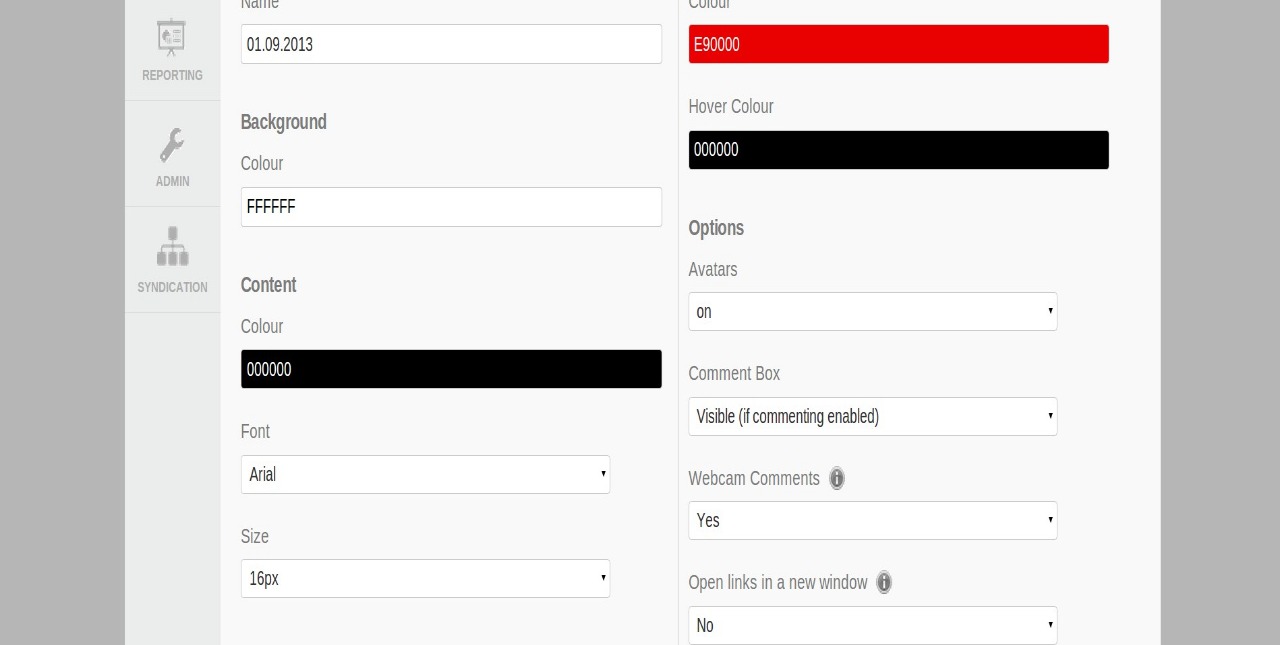 REPORTING
ADMIN
SYNDICATION
Name
01.09.2013
Background
Colour
FFFFFF
Content
Colour
000000
Font
Arial
Size
16px
Colour
E90000
Hover Colour
000000
Options
Avatars
on
Comment Box
Visible (if commenting enabled)
Webcam Comments
Yes
Open links in a new window
No